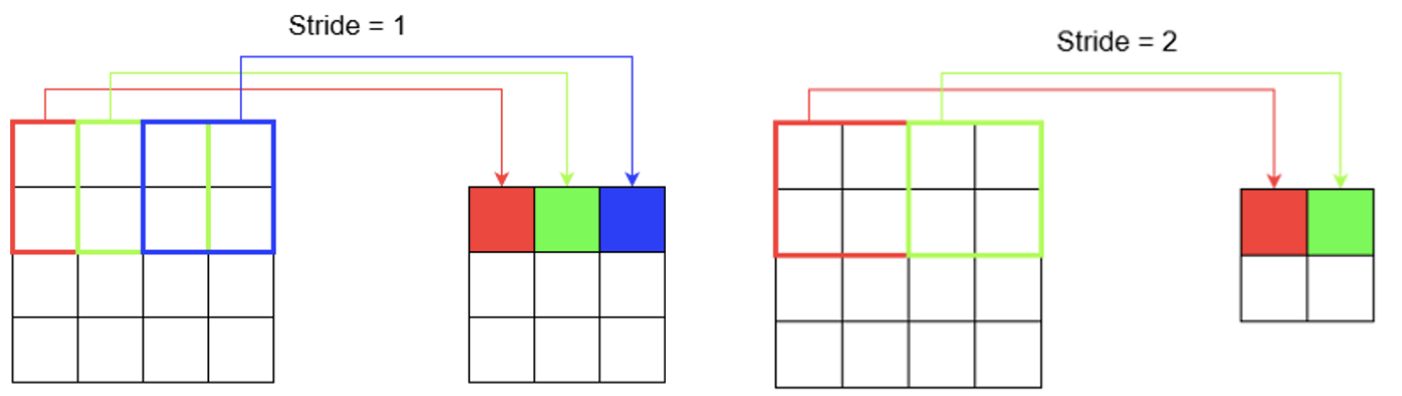 Stride = 1
Stride = 2